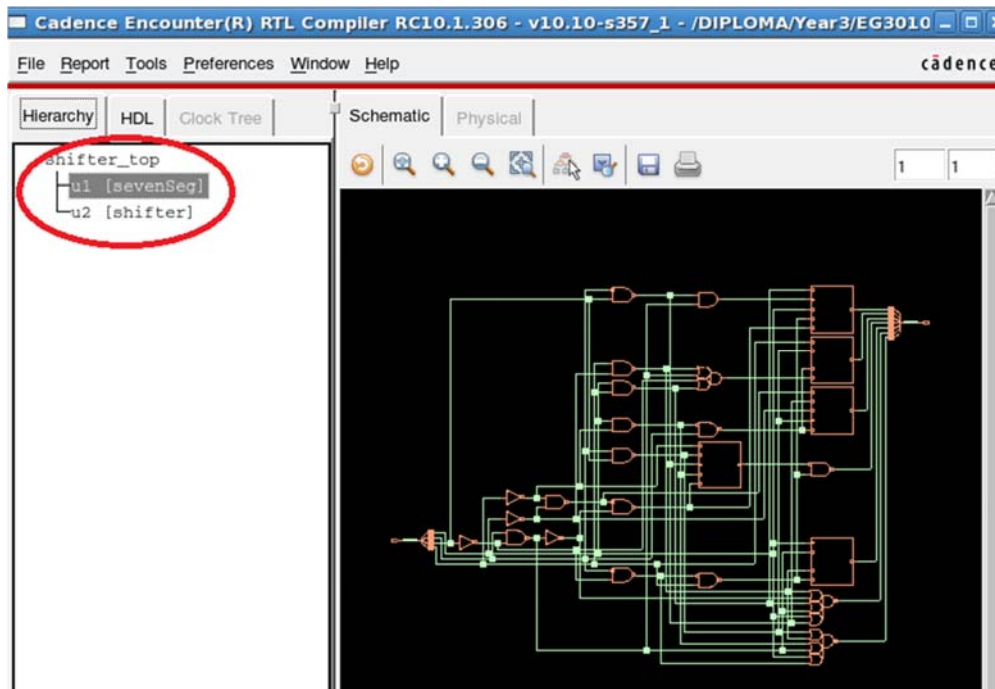 Cadence Encounter(R) RTL Compiler RC10.1.306 - v10.10-s357_1 - /DIPLOMA/Year3/EG3010
File Report Tools Preferences Window Help
cādence
Hierarchy HDL Clock Tree
Schematic Physical
1 1
shifter_top
u1 [sevenSeg]
u2 [shifter]